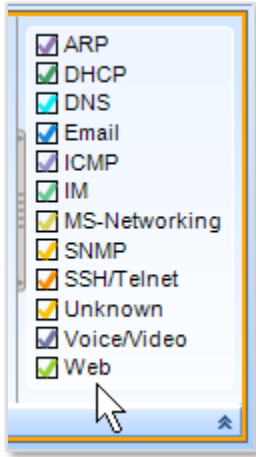 ARP
DHCP
DNS
Email
ICMP
IM
MS-Networking
SNMP
SSH/Telnet
Unknown
Voice/Video
Web